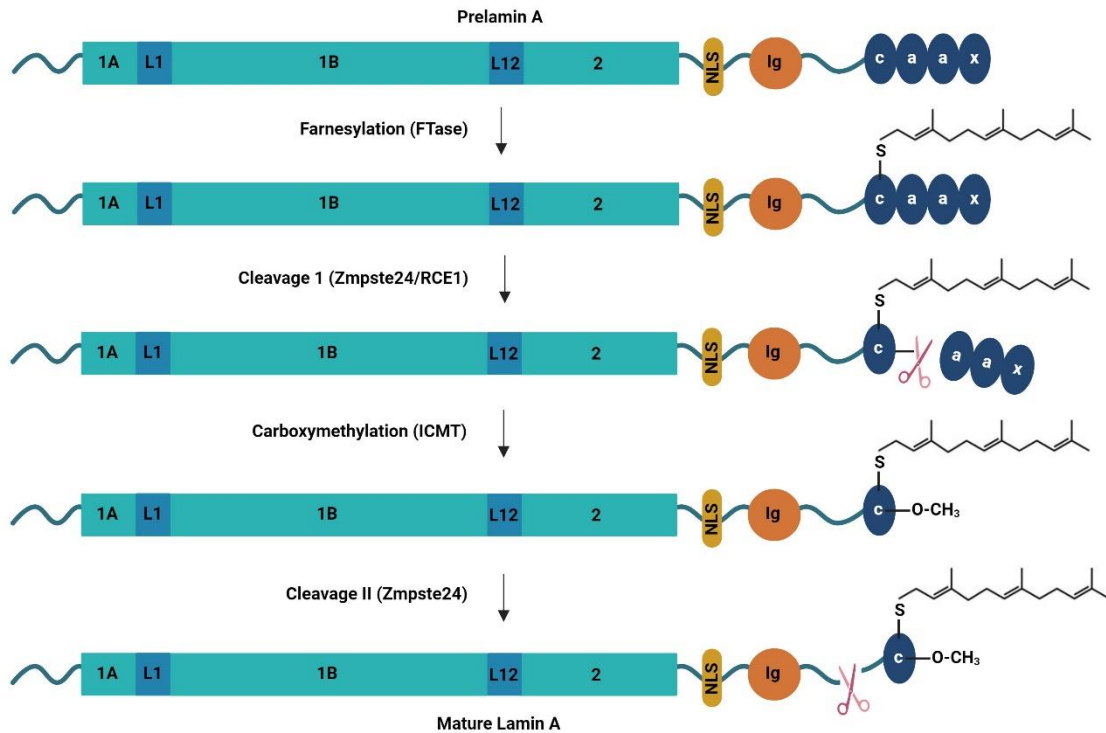 Prelamin A
1A L1 1B L12 2 NLS Ig c a a x
Farnesylation (FTase)
S
1A L1 1B L12 2 NLS Ig c a a x
Cleavage 1 (Zmpste24/RCE1)
S
1A L1 1B L12 2 NLS Ig c a a x
Carboxymethylation (ICMT)
S
1A L1 1B L12 2 NLS Ig c O-CH₃
Cleavage II (Zmpste24)
S
1A L1 1B L12 2 NLS Ig c O-CH₃
Mature Lamin A